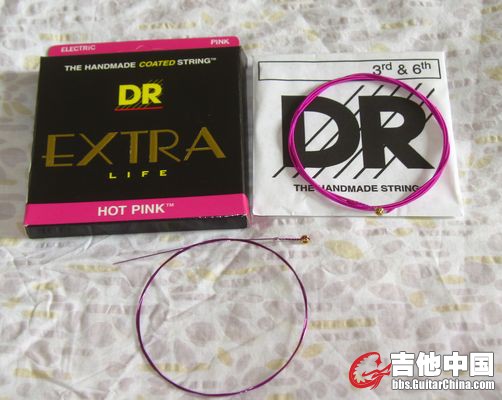 ELECTRIC PINK
THE HANDMADE COATED STRING™
DR
EXTRA
LIFE
HOT PINK™
3rd & 6th
DR
THE HANDMADE STRING
吉他中国
bbs.GuitarChina.com